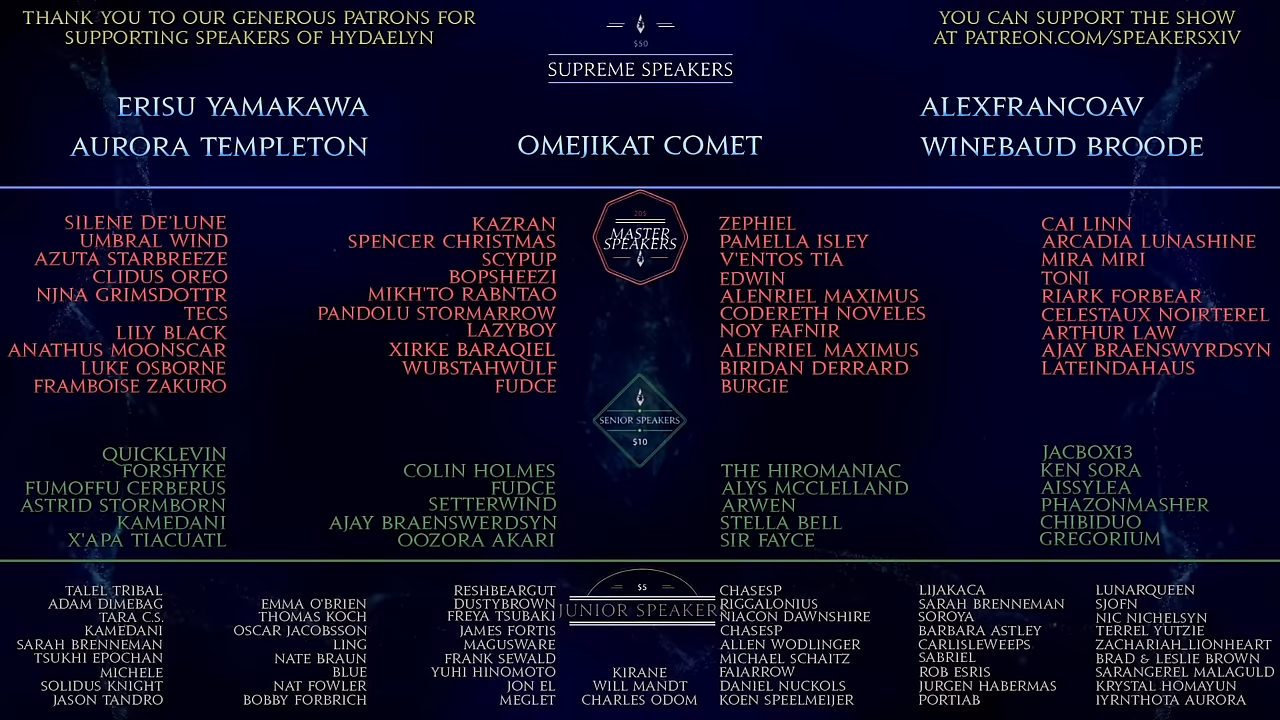 THANK YOU TO OUR GENEROUS PATRONS FOR
SUPPORTING SPEAKERS OF HYDAELYN
YOU CAN SUPPORT THE SHOW
AT PATREON.COM/SPEAKERSXIV
$50
SUPREME SPEAKERS
ERISU YAMAKAWA
AURORA TEMPLETON
OMEJIKAT COMET
ALEXFRANCOAV
WINEBAUD BROODE
20$
MASTER
SPEAKERS
SILENE DE'LUNE
UMBRAL WIND
AZUTA STARBREEZE
CLIDUS OREO
NJNA GRIMSDOTTR
TECS
LILY BLACK
ANATHUS MOONSCAR
LUKE OSBORNE
FRAMBOISE ZAKURO
KAZRAN
SPENCER CHRISTMAS
SCYPUP
BOPSHEEZI
MIKH'TO RABNTAO
PANDOLU STORMARROW
LAZYBOY
XIRKE BARAQIEL
WUBSTAHWULF
FUDCE
ZEPHIEL
PAMELLA ISLEY
V'ENTOS TIA
EDWIN
ALENRIEL MAXIMUS
CODERETH NOVELES
NOY FAFNIR
ALENRIEL MAXIMUS
BIRIDAN DERRARD
BURGIE
CAI LINN
ARCADIA LUNASHINE
MIRA MIRI
TONI
RIARK FORBEAR
CELESTAUX NOIRTEREL
ARTHUR LAW
AJAY BRAENSWYRDSYN
LATEINDAHAUS
SENIOR SPEAKERS
$10
QUICKLEVIN
FORSHYKE
FUMOFFU CERBERUS
ASTRID STORMBORN
KAMEDANI
X'APA TIACUATL
COLIN HOLMES
FUDCE
SETTERWIND
AJAY BRAENSWERDSYN
OOZORA AKARI
THE HIROMANIAC
ALYS MCCLELLAND
ARWEN
STELLA BELL
SIR FAYCE
JACBOX13
KEN SORA
AISSYLEA
PHAZONMASHER
CHIBIDUO
GREGORIUM
$5
JUNIOR SPEAKER
TALEL TRIBAL
ADAM DIMEBAG
TARA C.S.
KAMEDANI
SARAH BRENNEMAN
TSUKHI EPOCHAN
MICHELE
SOLIDUS KNIGHT
JASON TANDRO
EMMA O'BRIEN
THOMAS KOCH
OSCAR JACOBSSON
LING
NATE BRAUN
BLUE
NAT FOWLER
BOBBY FORBRICH
RESHBEARGUT
DUSTYBROWN
FREYA TSUBAKI
JAMES FORTIS
MAGUSWARE
FRANK SEWALD
YUHI HINOMOTO
JON EL
MEGLET
KIRANE
WILL MANDT
CHARLES ODOM
CHASESP
RIGGALONIUS
NIACON DAWNSHIRE
CHASESP
ALLEN WODLINGER
MICHAEL SCHAITZ
FAIARROW
DANIEL NUCKOLS
KOEN SPEELMEIJER
LIJAKACA
SARAH BRENNEMAN
SOROYA
BARBARA ASTLEY
CARLISLEWEEPS
SABRIEL
ROB ESRIS
JURGEN HABERMAS
PORTIAB
LUNARQUEEN
SJOFN
NIC NICHELSYN
TERREL YUTZIE
ZACHARIAH_LIONHEART
BRAD & LESLIE BROWN
SARANGEREL MALAGULD
KRYSTAL HOMAYUN
IYRNTHOTA AURORA